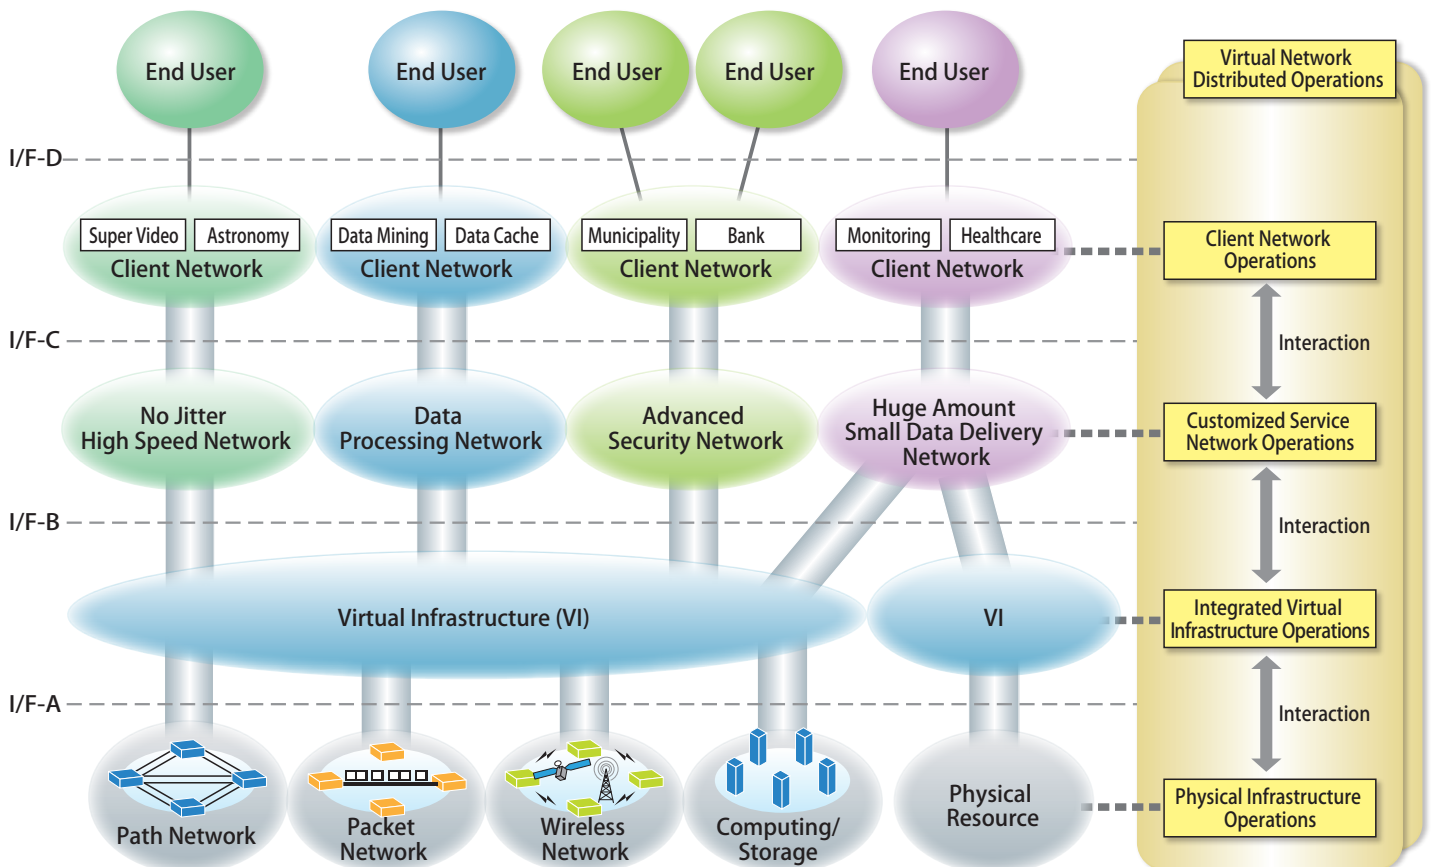 End User
End User
End User
End User
End User
Virtual Network
Distributed Operations
I/F-D
Super Video
Astronomy
Client Network
Data Mining
Data Cache
Client Network
Municipality
Bank
Client Network
Monitoring
Healthcare
Client Network
Client Network
Operations
I/F-C
Interaction
No Jitter
High Speed Network
Data
Processing Network
Advanced
Security Network
Huge Amount
Small Data Delivery
Network
Customized Service
Network Operations
I/F-B
Interaction
Virtual Infrastructure (VI)
VI
Integrated Virtual
Infrastructure Operations
I/F-A
Interaction
Path Network
Packet
Network
Wireless
Network
Computing/
Storage
Physical
Resource
Physical Infrastructure
Operations